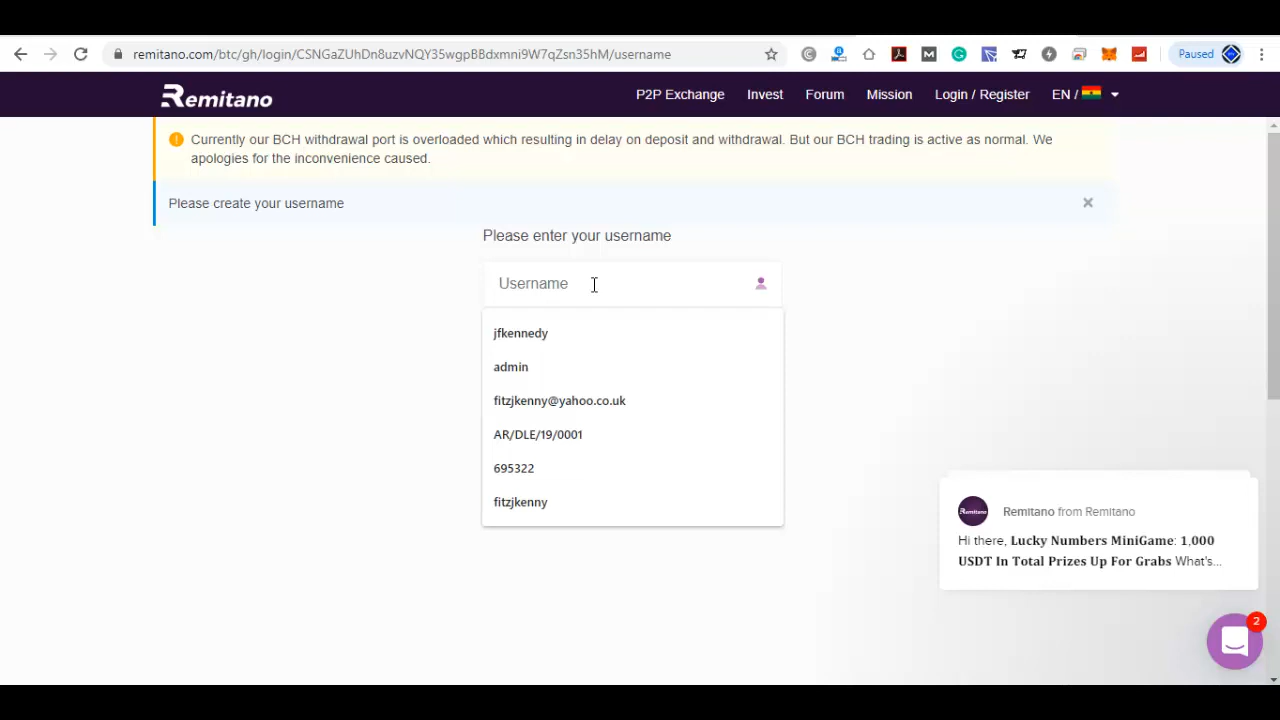 remitano.com/btc/gh/login/CSNGaZUhDn8uzvNQY35wgpBBdxmni9W7qZsn35hM/username
Paused
Remitano
P2P Exchange
Invest
Forum
Mission
Login / Register
EN /
Currently our BCH withdrawal port is overloaded which resulting in delay on deposit and withdrawal. But our BCH trading is active as normal. We
apologies for the inconvenience caused.
Please create your username
Please enter your username
Username
jfkennedy
admin
fitzjkenny@yahoo.co.uk
AR/DLE/19/0001
695322
fitzjkenny
Remitano
Remitano from Remitano
Hi there, Lucky Numbers MiniGame: 1,000
USDT In Total Prizes Up For Grabs What's...
2